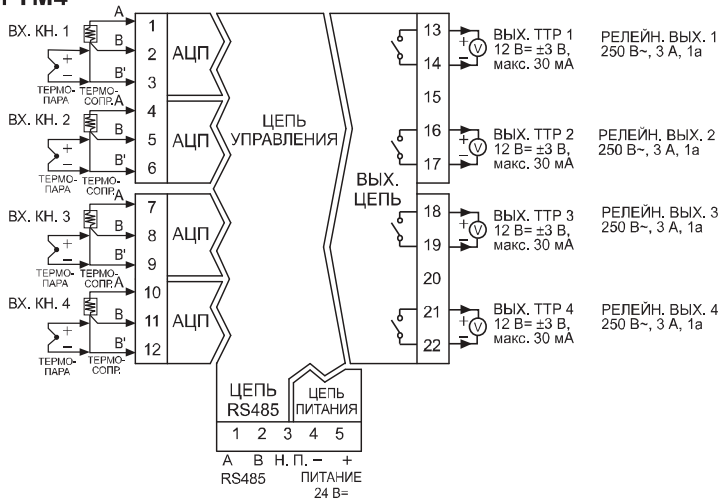 ВХ. КН. 1
A
B
B'
ТЕРМО-
ПАРА
ТЕРМО-
СОПР.
1
2
3
АЦП
ВХ. КН. 2
A
B
B'
ТЕРМО-
ПАРА
ТЕРМО-
СОПР.
4
5
6
АЦП
ВХ. КН. 3
A
B
B'
ТЕРМО-
ПАРА
ТЕРМО-
СОПР.
7
8
9
АЦП
ВХ. КН. 4
A
B
B'
ТЕРМО-
ПАРА
ТЕРМО-
СОПР.
10
11
12
АЦП
ЦЕПЬ
УПРАВЛЕНИЯ
ВЫХ.
ЦЕПЬ
13
14
15
16
17
18
19
20
21
22
+ V −
ВЫХ. ТТР 1
12 В= ±3 В,
макс. 30 мА
РЕЛЕЙН. ВЫХ. 1
250 В~, 3 А, 1а
+ V −
ВЫХ. ТТР 2
12 В= ±3 В,
макс. 30 мА
РЕЛЕЙН. ВЫХ. 2
250 В~, 3 А, 1а
+ V −
ВЫХ. ТТР 3
12 В= ±3 В,
макс. 30 мА
РЕЛЕЙН. ВЫХ. 3
250 В~, 3 А, 1а
+ V −
ВЫХ. ТТР 4
12 В= ±3 В,
макс. 30 мА
РЕЛЕЙН. ВЫХ. 4
250 В~, 3 А, 1а
ЦЕПЬ
RS485
ЦЕПЬ
ПИТАНИЯ
1 2 3 4 5
A B Н. П. − +
RS485
ПИТАНИЕ
24 В=